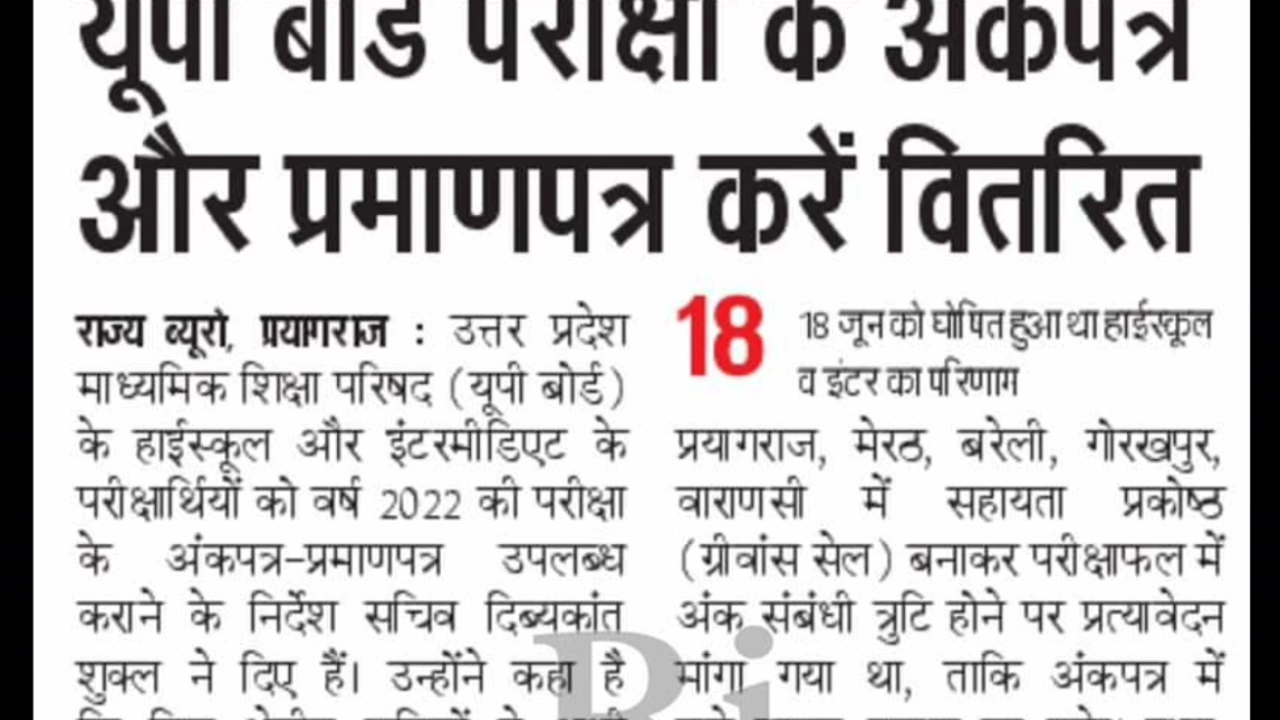 यूपी बोर्ड परीक्षा के अंकपत्र
और प्रमाणपत्र करें वितरित
राज्य ब्यूरो, प्रयागराज : उत्तर प्रदेश
माध्यमिक शिक्षा परिषद (यूपी बोर्ड)
के हाईस्कूल और इंटरमीडिएट के
परीक्षार्थियों को वर्ष 2022 की परीक्षा
के अंकपत्र-प्रमाणपत्र उपलब्ध
कराने के निर्देश सचिव दिब्यकांत
शुक्ल ने दिए हैं। उन्होंने कहा है
18
18 जून को घोषित हुआ था हाईस्कूल
व इंटर का परिणाम
प्रयागराज, मेरठ, बरेली, गोरखपुर,
वाराणसी में सहायता प्रकोष्ठ
(ग्रीवांस सेल) बनाकर परीक्षाफल में
अंक संबंधी त्रुटि होने पर प्रत्यावेदन
मांगा गया था, ताकि अंकपत्र में
Ri